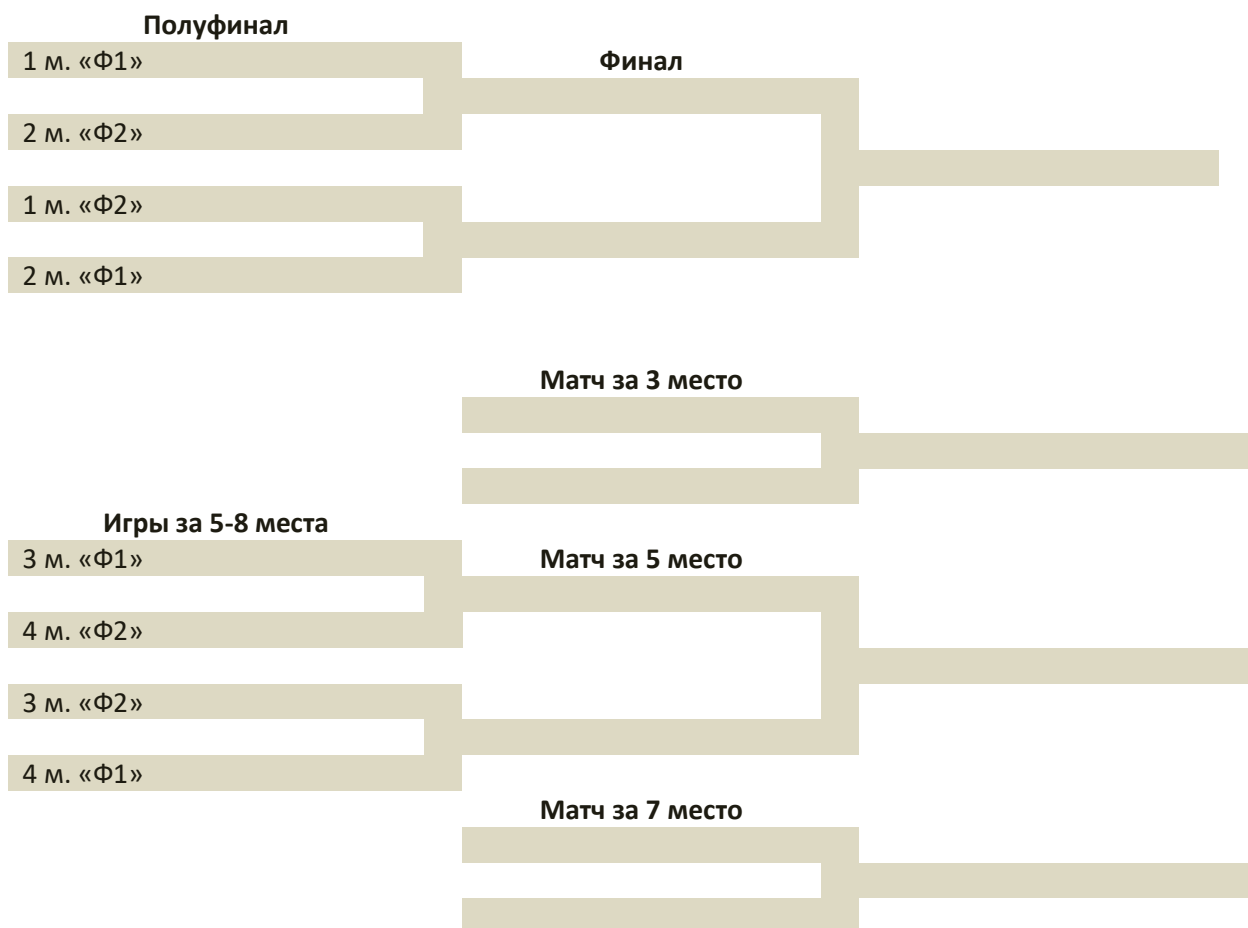 Полуфинал
1 м. «Ф1»
Финал
2 м. «Ф2»
1 м. «Ф2»
2 м. «Ф1»
Матч за 3 место
Игры за 5-8 места
3 м. «Ф1»
Матч за 5 место
4 м. «Ф2»
3 м. «Ф2»
4 м. «Ф1»
Матч за 7 место